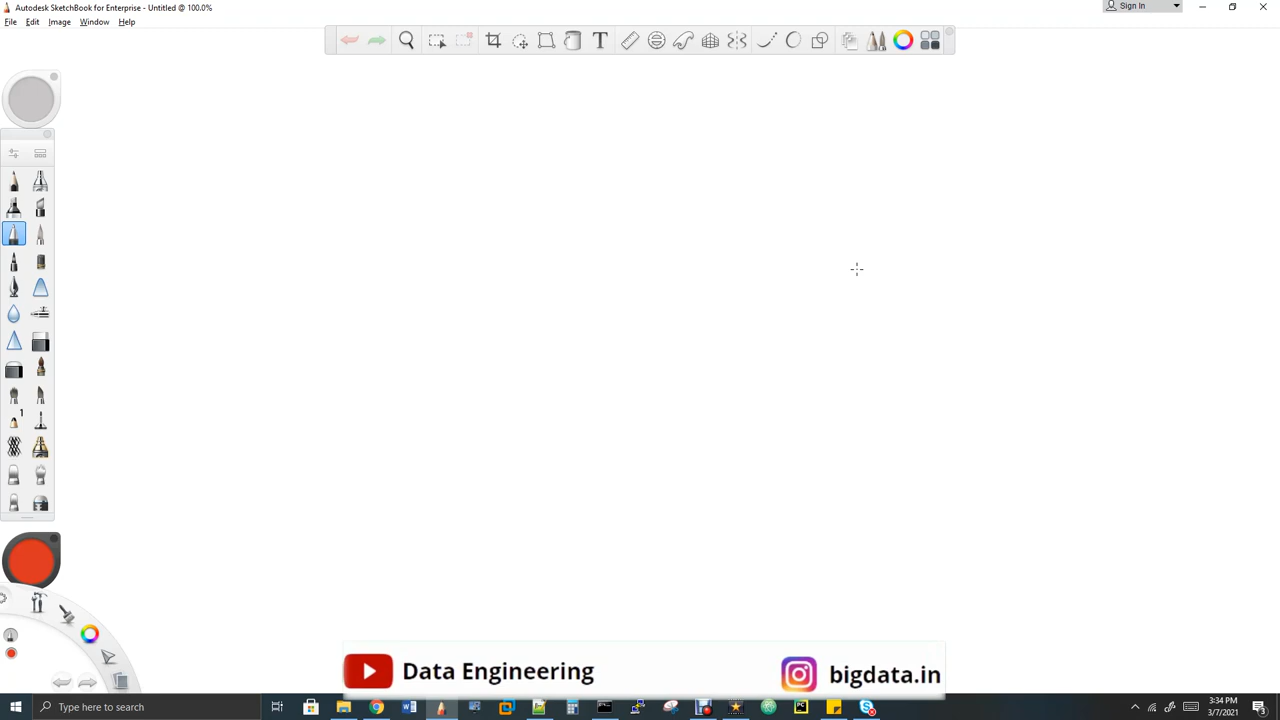 Autodesk SketchBook for Enterprise - Untitled @ 100.0%
Sign In
File Edit Image Window Help
T
1
Data Engineering
bigdata.in
Type here to search
3:34 PM
3/7/2021